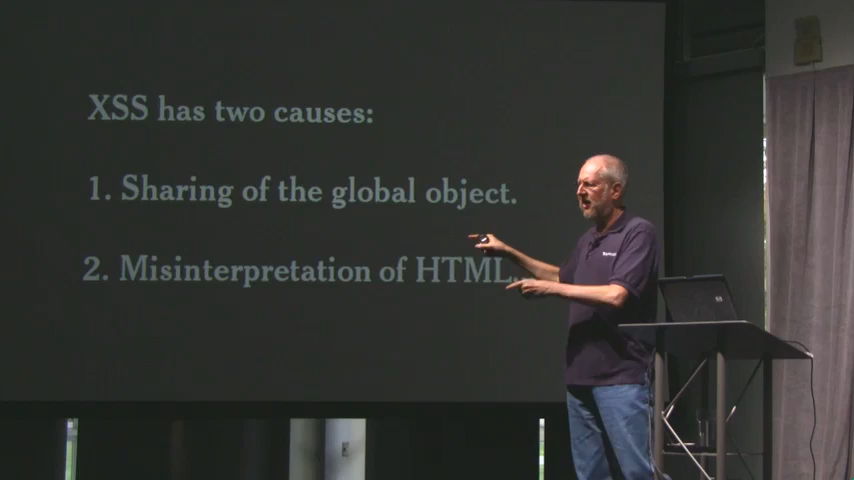 XSS has two causes:
1. Sharing of the global object.
2. Misinterpretation of HTML.